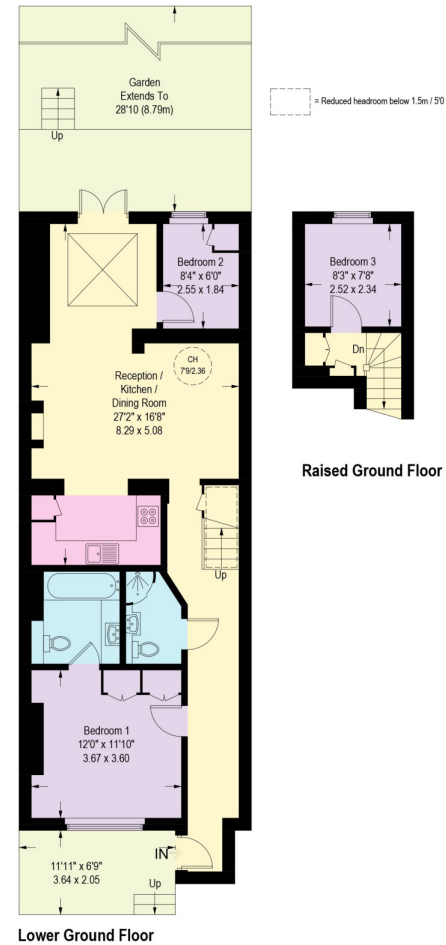 Garden
Extends To
28'10 (8.79m)
Up
= Reduced headroom below 1.5m / 5'0
Bedroom 2
8'4" x 6'0"
2.55 x 1.84
Bedroom 3
8'3" x 7'8"
2.52 x 2.34
CH
7'9/2.36
Dn
Reception /
Kitchen /
Dining Room
27'2" x 16'8"
8.29 x 5.08
Raised Ground Floor
Up
Bedroom 1
12'0" x 11'10"
3.67 x 3.60
IN
11'11" x 6'9"
3.64 x 2.05
Up
Lower Ground Floor